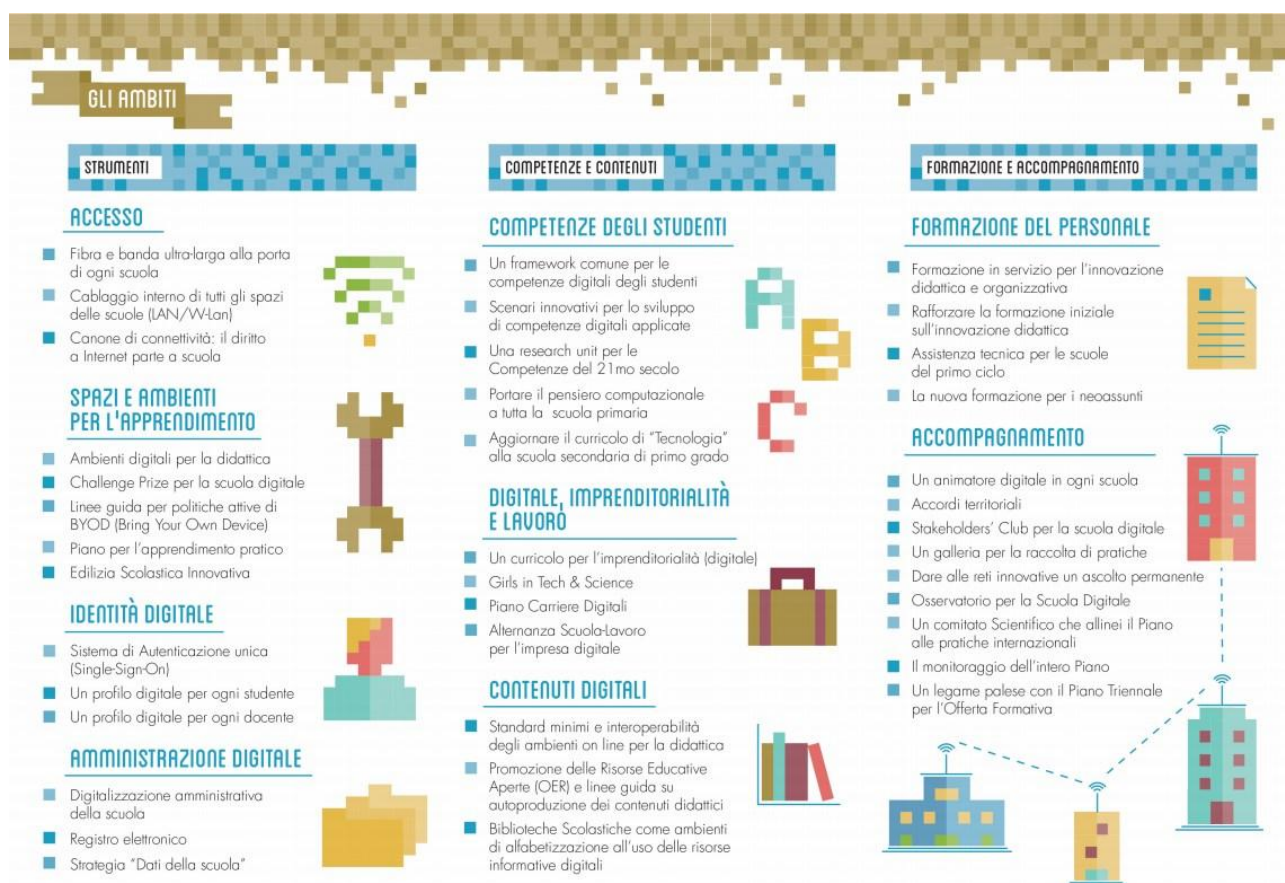 GLI AMBITI
STRUMENTI
ACCESSO
Fibra e banda ultra-larga alla porta
di ogni scuola
Cablaggio interno di tutti gli spazi
delle scuole (LAN/W-Lan)
Canone di connettività: il diritto
a Internet parte a scuola
SPAZI E AMBIENTI
PER L'APPRENDIMENTO
Ambienti digitali per la didattica
Challenge Prize per la scuola digitale
Linee guida per politiche attive di
BYOD (Bring Your Own Device)
Piano per l'apprendimento pratico
Edilizia Scolastica Innovativa
IDENTITÀ DIGITALE
Sistema di Autenticazione unica
(Single-Sign-On)
Un profilo digitale per ogni studente
Un profilo digitale per ogni docente
AMMINISTRAZIONE DIGITALE
Digitalizzazione amministrativa
della scuola
Registro elettronico
Strategia "Dati della scuola"
COMPETENZE E CONTENUTI
COMPETENZE DEGLI STUDENTI
Un framework comune per le
competenze digitali degli studenti
Scenari innovativi per lo sviluppo
di competenze digitali applicate
Una research unit per le
Competenze del 21mo secolo
Portare il pensiero computazionale
a tutta la scuola primaria
Aggiornare il curricolo di "Tecnologia"
alla scuola secondaria di primo grado
A
B
C
DIGITALE, IMPRENDITORIALITÀ
E LAVORO
Un curricolo per l'imprenditorialità (digitale)
Girls in Tech & Science
Piano Carriere Digitali
Alternanza Scuola-Lavoro
per l'impresa digitale
CONTENUTI DIGITALI
Standard minimi e interoperabilità
degli ambienti on line per la didattica
Promozione delle Risorse Educative
Aperte (OER) e linee guida su
autoproduzione dei contenuti didattici
Biblioteche Scolastiche come ambienti
di alfabetizzazione all'uso delle risorse
informative digitali
FORMAZIONE E ACCOMPAGNAMENTO
FORMAZIONE DEL PERSONALE
Formazione in servizio per l'innovazione
didattica e organizzativa
Rafforzare la formazione iniziale
sull'innovazione didattica
Assistenza tecnica per le scuole
del primo ciclo
La nuova formazione per i neoassunti
ACCOMPAGNAMENTO
Un animatore digitale in ogni scuola
Accordi territoriali
Stakeholders' Club per la scuola digitale
Un galleria per la raccolta di pratiche
Dare alle reti innovative un ascolto permanente
Osservatorio per la Scuola Digitale
Un comitato Scientifico che allinei il Piano
alle pratiche internazionali
Il monitoraggio dell'intero Piano
Un legame palese con il Piano Triennale
per l'Offerta Formativa